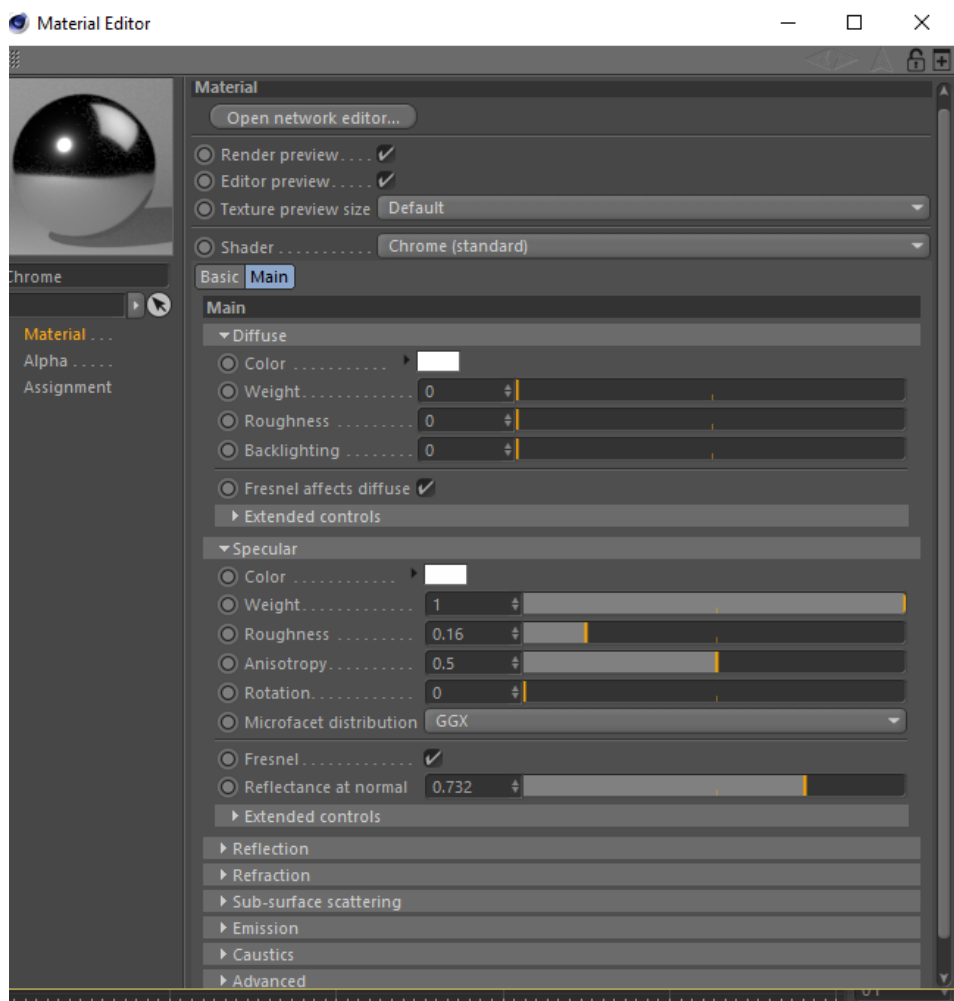 Material Editor
Material
Open network editor...
Render preview....
Editor preview.....
Texture preview size Default
Shader........... Chrome (standard)
Chrome
Basic Main
Main
Material...
Alpha.....
Assignment
Diffuse
Color...........
Weight............. 0
Roughness......... 0
Backlighting........ 0
Fresnel affects diffuse
Extended controls
Specular
Color............
Weight............. 1
Roughness......... 0.16
Anisotropy.......... 0.5
Rotation............ 0
Microfacet distribution GGX
Fresnel.............
Reflectance at normal 0.732
Extended controls
Reflection
Refraction
Sub-surface scattering
Emission
Caustics
Advanced